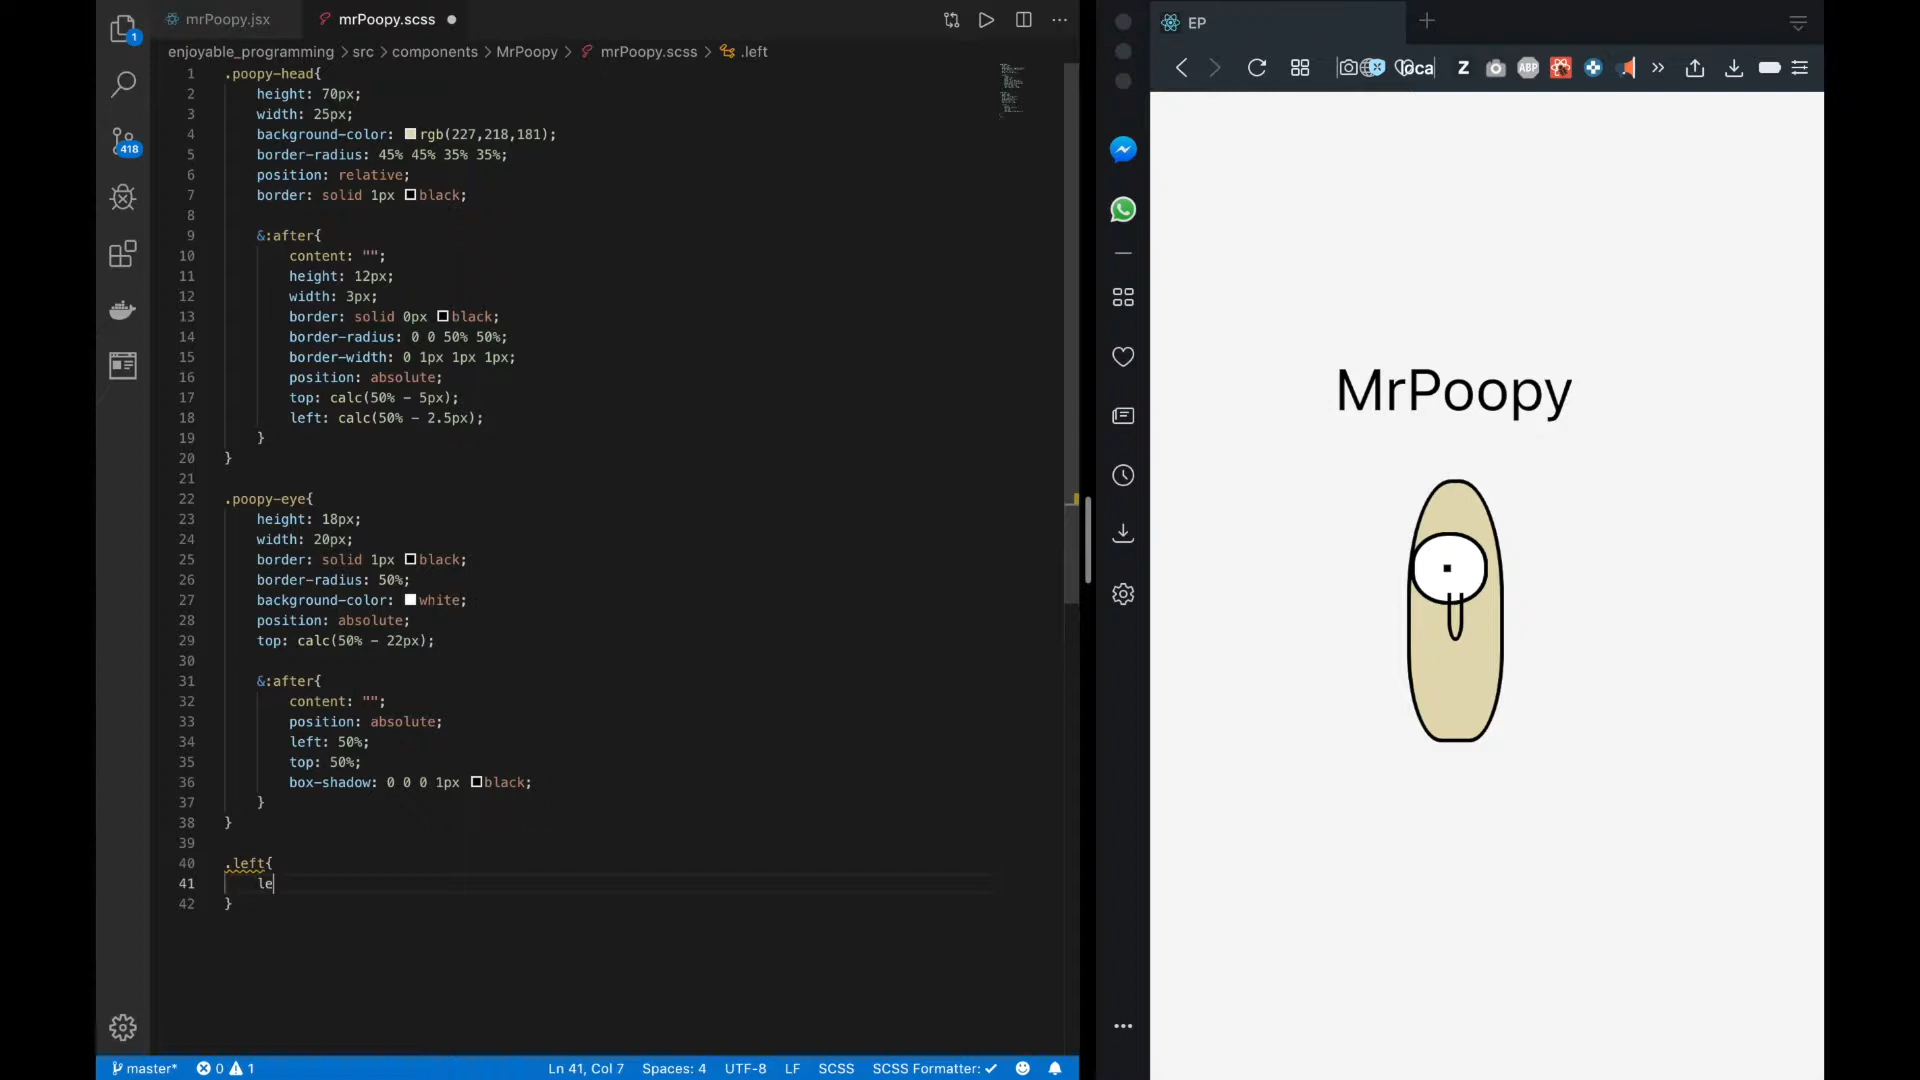 mrPoopy.jsx
mrPoopy.scss
enjoyable_programming > src > components > MrPoopy > mrPoopy.scss > .left
1 .poopy-head{
2 height: 70px;
3 width: 25px;
4 background-color: rgb(227,218,181);
5 border-radius: 45% 45% 35% 35%;
6 position: relative;
7 border: solid 1px black;
8
9 &:after{
10 content: "";
11 height: 12px;
12 width: 3px;
13 border: solid 0px black;
14 border-radius: 0 0 50% 50%;
15 border-width: 0 1px 1px 1px;
16 position: absolute;
17 top: calc(50% - 5px);
18 left: calc(50% - 2.5px);
19 }
20 }
21
22 .poopy-eye{
23 height: 18px;
24 width: 20px;
25 border: solid 1px black;
26 border-radius: 50%;
27 background-color: white;
28 position: absolute;
29 top: calc(50% - 22px);
30
31 &:after{
32 content: "";
33 position: absolute;
34 left: 50%;
35 top: 50%;
36 box-shadow: 0 0 0 1px black;
37 }
38 }
39
40 .left{
41 le
42 }
1
418
master* 0 1 Ln 41, Col 7 Spaces: 4 UTF-8 LF SCSS SCSS Formatter: ✓
EP
loca
Z
ABP
MrPoopy